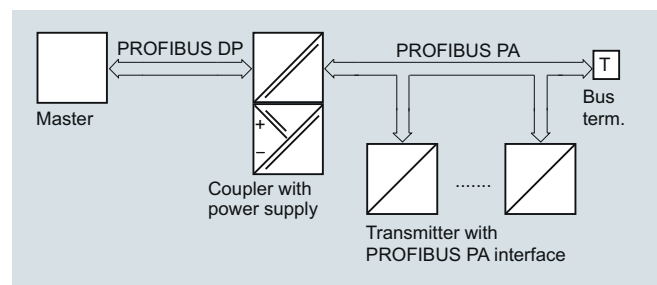 PROFIBUS DP
PROFIBUS PA
T
Master
Bus
term.
+
–
Coupler with
power supply
.......
Transmitter with
PROFIBUS PA interface